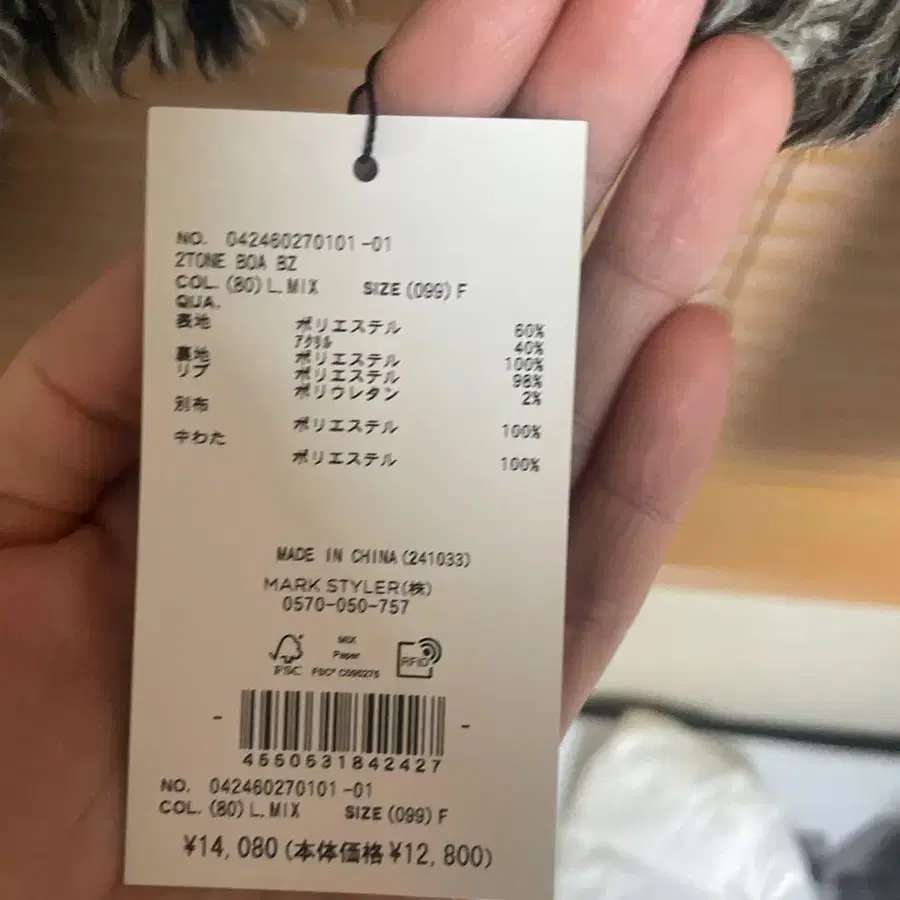 NO. 042460270101-01
2TONE BOA BZ
COL. (80) L.MIX SIZE (099) F
QUA.
表地 ポリエステル 60%
アクリル 40%
裏地 ポリエステル 100%
リブ ポリエステル 98%
ポリウレタン 2%
別布
ポリエステル 100%
中わた
ポリエステル 100%
MADE IN CHINA (241033)
MARK STYLER(株)
0570-050-757
FSC
MIX
Paper
FSC® C095275
RFID
4550531842427
NO. 042460270101-01
COL. (80) L.MIX SIZE (099) F
¥14,080 (本体価格 ¥12,800)